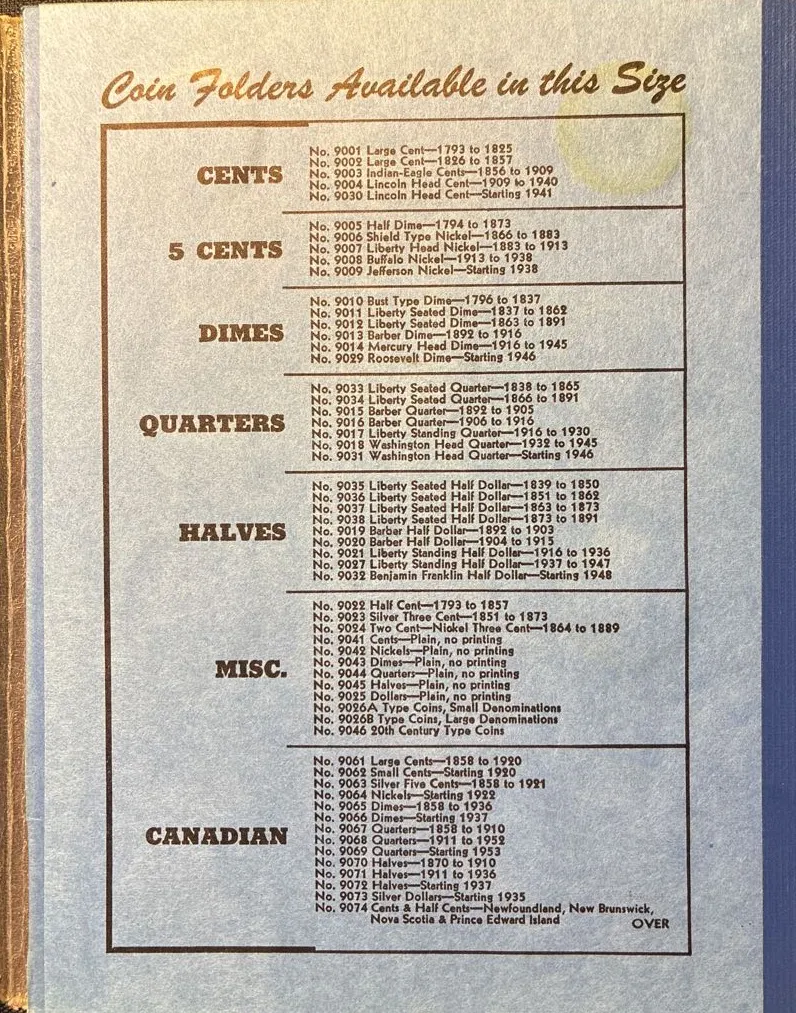 Coin Folders Available in this Size
CENTS
No. 9001 Large Cent—1793 to 1825
No. 9002 Large Cent—1826 to 1857
No. 9003 Indian-Eagle Cents—1856 to 1909
No. 9004 Lincoln Head Cent—1909 to 1940
No. 9030 Lincoln Head Cent—Starting 1941
5 CENTS
No. 9005 Half Dime—1794 to 1873
No. 9006 Shield Type Nickel—1866 to 1883
No. 9007 Liberty Head Nickel—1883 to 1913
No. 9008 Buffalo Nickel—1913 to 1938
No. 9009 Jefferson Nickel—Starting 1938
DIMES
No. 9010 Bust Type Dime—1796 to 1837
No. 9011 Liberty Seated Dime—1837 to 1862
No. 9012 Liberty Seated Dime—1863 to 1891
No. 9013 Barber Dime—1892 to 1916
No. 9014 Mercury Head Dime—1916 to 1945
No. 9029 Roosevelt Dime—Starting 1946
QUARTERS
No. 9033 Liberty Seated Quarter—1838 to 1865
No. 9034 Liberty Seated Quarter—1866 to 1891
No. 9015 Barber Quarter—1892 to 1905
No. 9016 Barber Quarter—1906 to 1916
No. 9017 Liberty Standing Quarter—1916 to 1930
No. 9018 Washington Head Quarter—1932 to 1945
No. 9031 Washington Head Quarter—Starting 1946
HALVES
No. 9035 Liberty Seated Half Dollar—1839 to 1850
No. 9036 Liberty Seated Half Dollar—1851 to 1862
No. 9037 Liberty Seated Half Dollar—1863 to 1873
No. 9038 Liberty Seated Half Dollar—1873 to 1891
No. 9019 Barber Half Dollar—1892 to 1903
No. 9020 Barber Half Dollar—1904 to 1915
No. 9021 Liberty Standing Half Dollar—1916 to 1936
No. 9027 Liberty Standing Half Dollar—1937 to 1947
No. 9032 Benjamin Franklin Half Dollar—Starting 1948
MISC.
No. 9022 Half Cent—1793 to 1857
No. 9023 Silver Three Cent—1851 to 1873
No. 9024 Two Cent—Nickel Three Cent—1864 to 1889
No. 9041 Cents—Plain, no printing
No. 9042 Nickels—Plain, no printing
No. 9043 Dimes—Plain, no printing
No. 9044 Quarters—Plain, no printing
No. 9045 Halves—Plain, no printing
No. 9025 Dollars—Plain, no printing
No. 9026A Type Coins, Small Denominations
No. 9026B Type Coins, Large Denominations
No. 9046 20th Century Type Coins
CANADIAN
No. 9061 Large Cents—1858 to 1920
No. 9062 Small Cents—Starting 1920
No. 9063 Silver Five Cents—1858 to 1921
No. 9064 Nickels—Starting 1922
No. 9065 Dimes—1858 to 1936
No. 9066 Dimes—Starting 1937
No. 9067 Quarters—1858 to 1910
No. 9068 Quarters—1911 to 1952
No. 9069 Quarters—Starting 1953
No. 9070 Halves—1870 to 1910
No. 9071 Halves—1911 to 1936
No. 9072 Halves—Starting 1937
No. 9073 Silver Dollars—Starting 1935
No. 9074 Cents & Half Cents—Newfoundland, New Brunswick,
Nova Scotia & Prince Edward Island
OVER